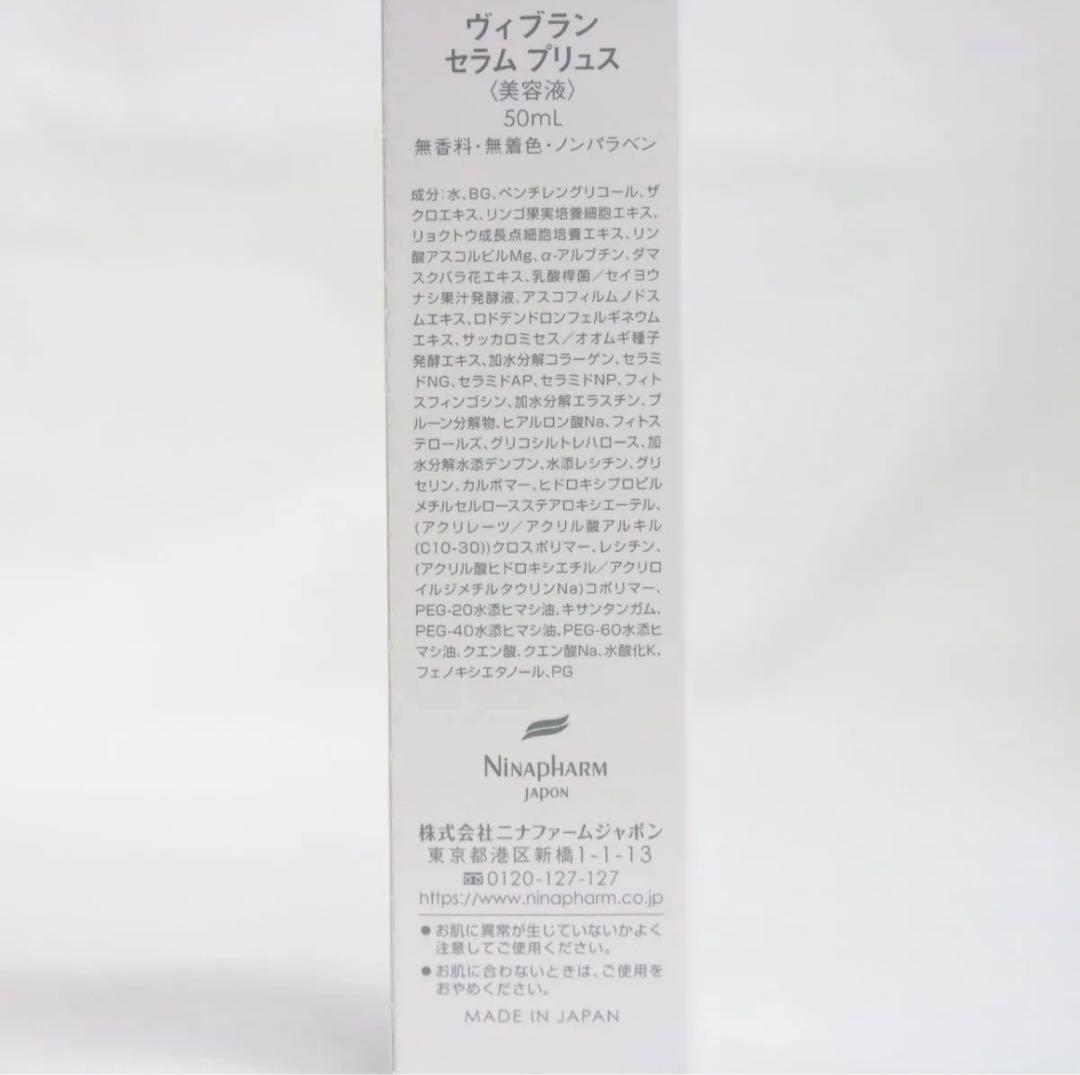 ヴィブラン
セラム プリュス
〈美容液〉
50mL
無香料・無着色・ノンパラベン
成分:水、BG、ペンチレングリコール、ザ
クロエキス、リンゴ果実培養細胞エキス、
リョクトウ成長点細胞培養エキス、リン
酸アスコルビルMg、α-アルブチン、ダマ
スクバラ花エキス、乳酸桿菌/セイヨウ
ナシ果汁発酵液、アスコフィルムノドス
ムエキス、ロドデンドロンフェルギネウム
エキス、サッカロミセス/オオムギ種子
発酵エキス、加水分解コラーゲン、セラミ
ドNG、セラミドAP、セラミドNP、フィト
スフィンゴシン、加水分解エラスチン、プ
ルーン分解物、ヒアルロン酸Na、フィトス
テロールズ、グリコシルトレハロース、加
水分解水添デンプン、水添レシチン、グリ
セリン、カルボマー、ヒドロキシプロピル
メチルセルロースステアロキシエーテル、
(アクリレーツ/アクリル酸アルキル
(C10-30))クロスポリマー、レシチン、
(アクリル酸ヒドロキシエチル/アクリロ
イルジメチルタウリンNa)コポリマー、
PEG-20水添ヒマシ油、キサンタンガム、
PEG-40水添ヒマシ油、PEG-60水添ヒ
マシ油、クエン酸、クエン酸Na、水酸化K、
フェノキシエタノール、PG
NINAPHARM
JAPON
株式会社ニナファームジャポン
東京都港区新橋1-1-13
0120-127-127
https://www.ninapharm.co.jp
●お肌に異常が生じていないかよく
注意してご使用ください。
●お肌に合わないときは、ご使用を
おやめください。
MADE IN JAPAN